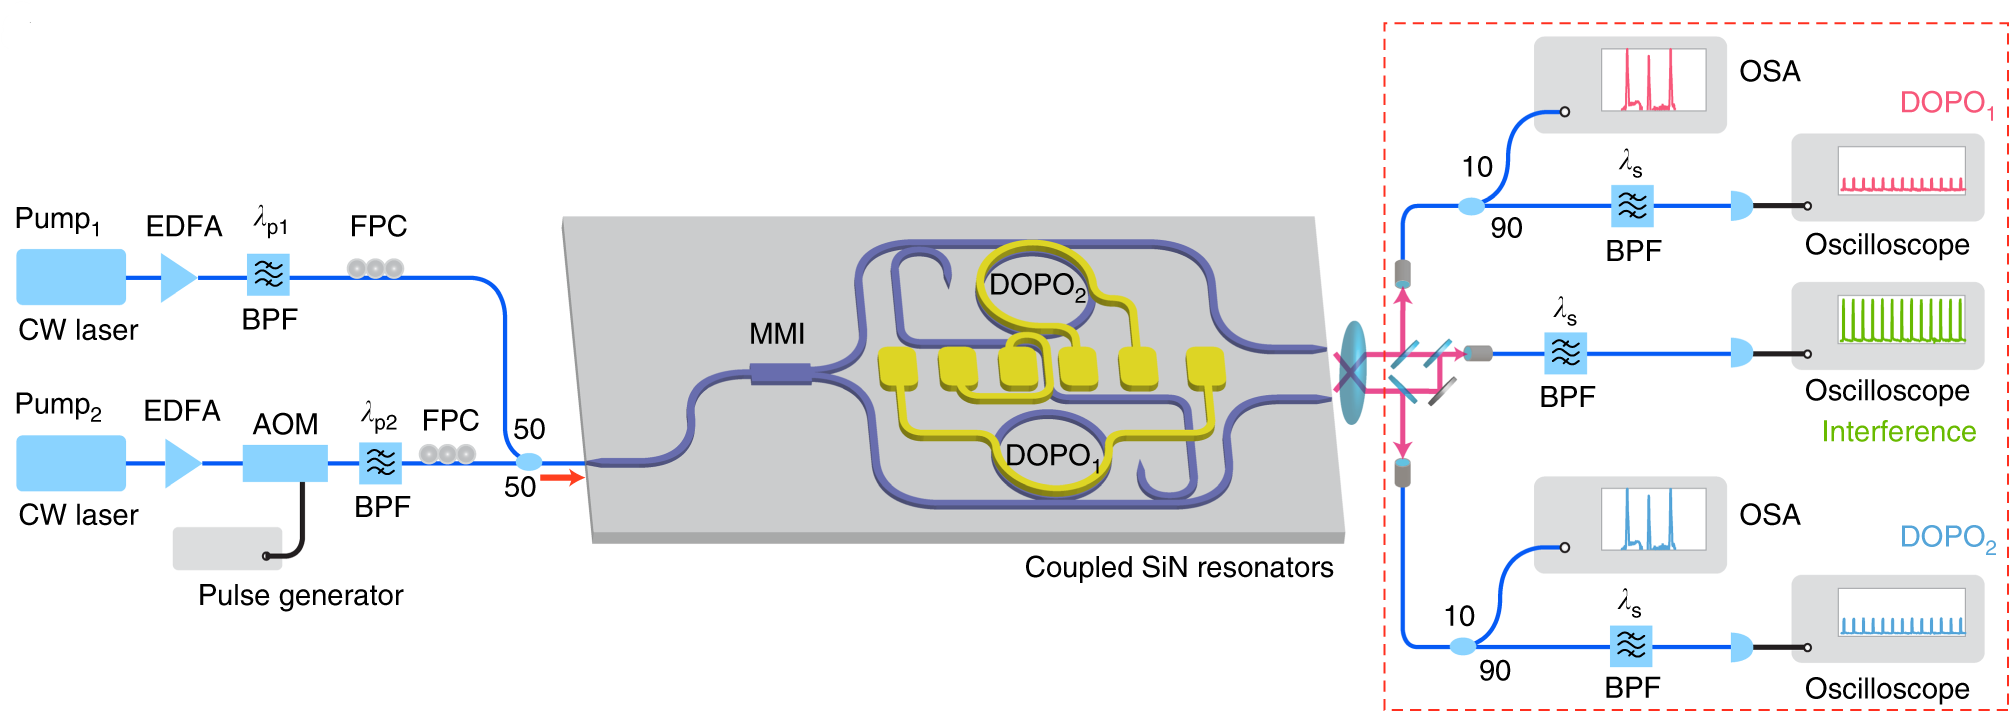 Pump1
EDFA
λp1
FPC
CW laser
BPF
Pump2
EDFA
AOM
λp2
FPC
50
50
CW laser
BPF
Pulse generator
MMI
DOPO2
DOPO1
Coupled SiN resonators
OSA
DOPO1
10
λs
90
BPF
Oscilloscope
λs
BPF
Oscilloscope
Interference
OSA
DOPO2
10
λs
90
BPF
Oscilloscope